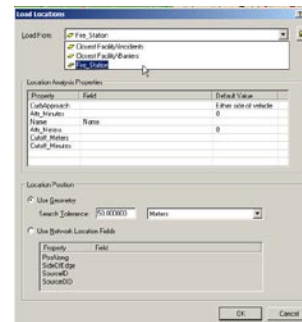 Load Locations
Load From: Fire_Station
Closest Facility\Incidents
Closest Facility\Barriers
Fire_Station
Location Analysis Properties
Property Field Default Value
CurbApproach Either side of vehicle
Attr_Minutes 0
Name Name
Attr_Meters 0
Cutoff_Meters
Cutoff_Minutes
Location Position
Use Geometry
Search Tolerance: 50.000000 Meters
Use Network Location Fields
Property Field
PosAlong
SideOfEdge
SourceID
SourceOID
OK Cancel